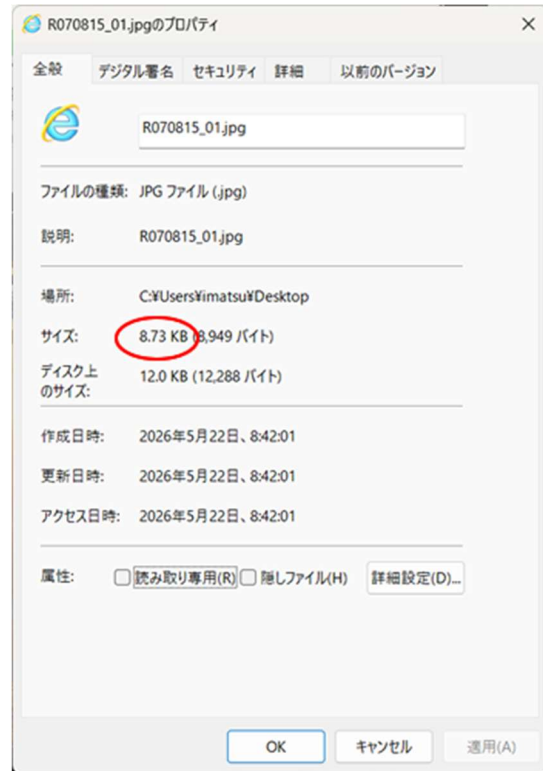 R070815_01.jpgのプロパティ
全般 デジタル署名 セキュリティ 詳細 以前のバージョン
R070815_01.jpg
ファイルの種類: JPG ファイル (.jpg)
説明: R070815_01.jpg
場所: C:¥Users¥imatsu¥Desktop
サイズ: 8.73 KB (8,949 バイト)
ディスク上
のサイズ: 12.0 KB (12,288 バイト)
作成日時: 2026年5月22日、8:42:01
更新日時: 2026年5月22日、8:42:01
アクセス日時: 2026年5月22日、8:42:01
属性: 読み取り専用(R) 隠しファイル(H) 詳細設定(D)...
OK キャンセル 適用(A)